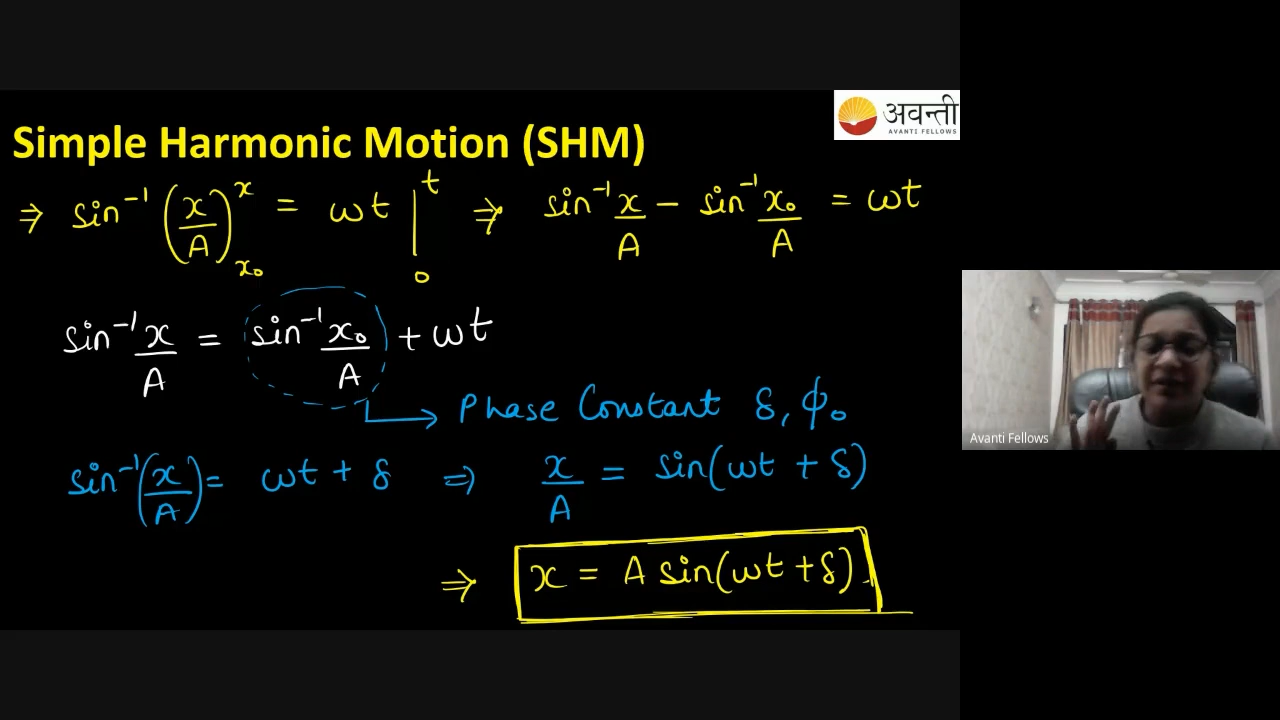 अवन्ती
AVANTI FELLOWS
Simple Harmonic Motion (SHM)
⇒ sin⁻¹(x/A)ₓ₀ˣ = ωt |₀ᵗ ⇒ sin⁻¹ x/A − sin⁻¹ x₀/A = ωt
sin⁻¹ x/A = sin⁻¹ x₀/A + ωt
→ Phase Constant δ, ϕ₀
sin⁻¹(x/A) = ωt + δ ⇒ x/A = sin(ωt + δ)
⇒ x = A sin(ωt + δ)
Avanti Fellows